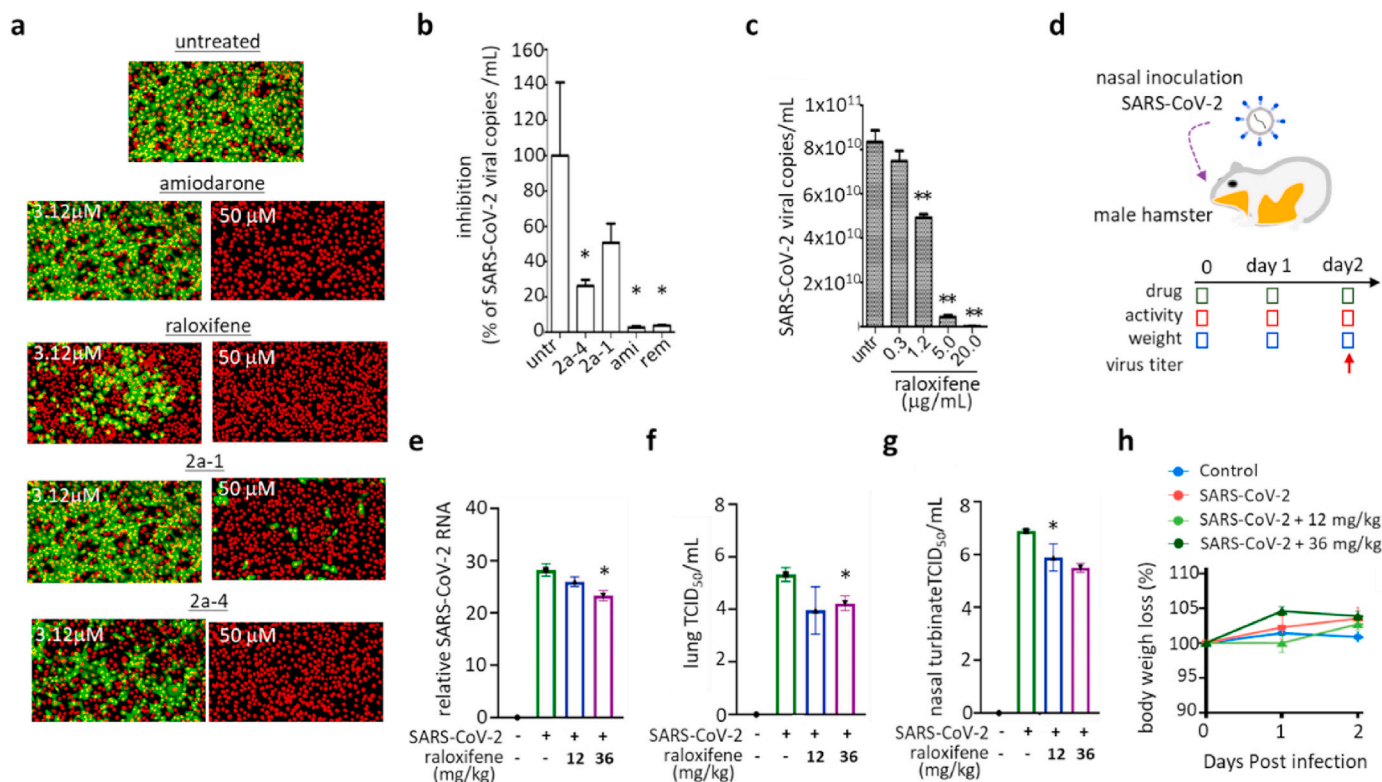 a
untreated
amiodarone
3.12µM
50 µM
raloxifene
3.12µM
50 µM
2a-1
3.12µM
50 µM
2a-4
3.12µM
50 µM
b
inhibition
(% of SARS-CoV-2 viral copies /mL)
160
140
120
100
80
60
40
20
0
*
*
*
untr
2a-4
2a-1
ami
rem
c
SARS-CoV-2 viral copies/mL
1x10¹¹
8x10¹⁰
6x10¹⁰
4x10¹⁰
2x10¹⁰
**
**
**
untr
0.3
1.2
5.0
20.0
raloxifene
(µg/mL)
d
nasal inoculation
SARS-CoV-2
male hamster
0 day 1 day2
drug
activity
weight
virus titer
e
relative SARS-CoV-2 RNA
40
30
20
10
0
*
SARS-CoV-2 - + + +
raloxifene - - 12 36
(mg/kg)
f
lung TCID₅₀/mL
8
6
4
2
0
*
SARS-CoV-2 - + + +
raloxifene - - 12 36
(mg/kg)
g
nasal turbinateTCID₅₀/mL
8
6
4
2
0
*
SARS-CoV-2 - + + +
raloxifene - - 12 36
(mg/kg)
h
Control
SARS-CoV-2
SARS-CoV-2 + 12 mg/kg
SARS-CoV-2 + 36 mg/kg
body weigh loss (%)
110
105
100
95
90
0 1 2
Days Post infection